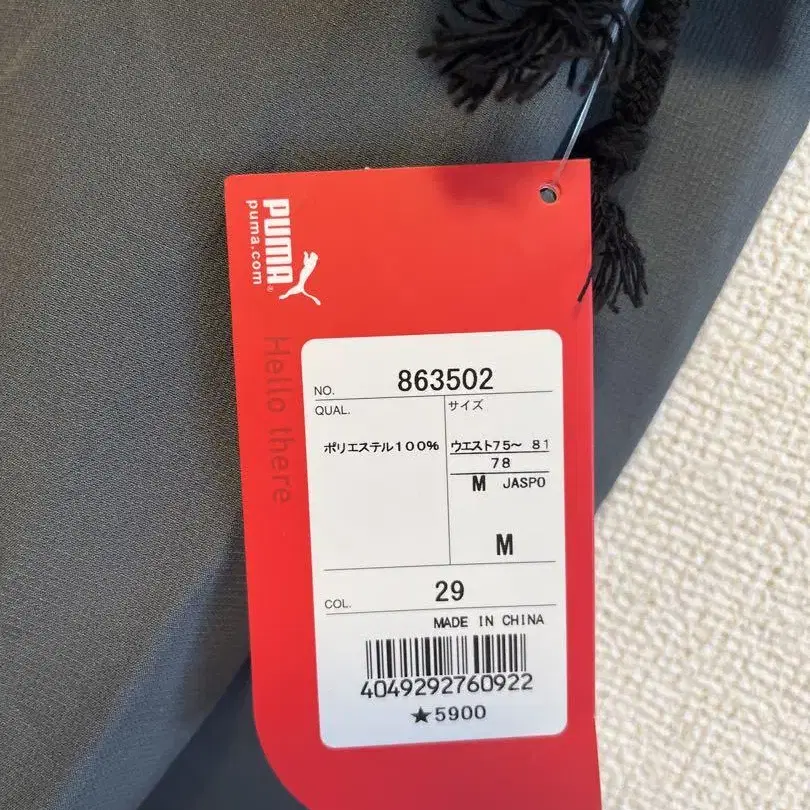 PUMA®
puma.com
Hello there
NO. 863502
QUAL.
サイズ
ポリエステル100%
ウエスト75～ 81
78
M JASPO
M
COL. 29
MADE IN CHINA
4049292760922
★5900